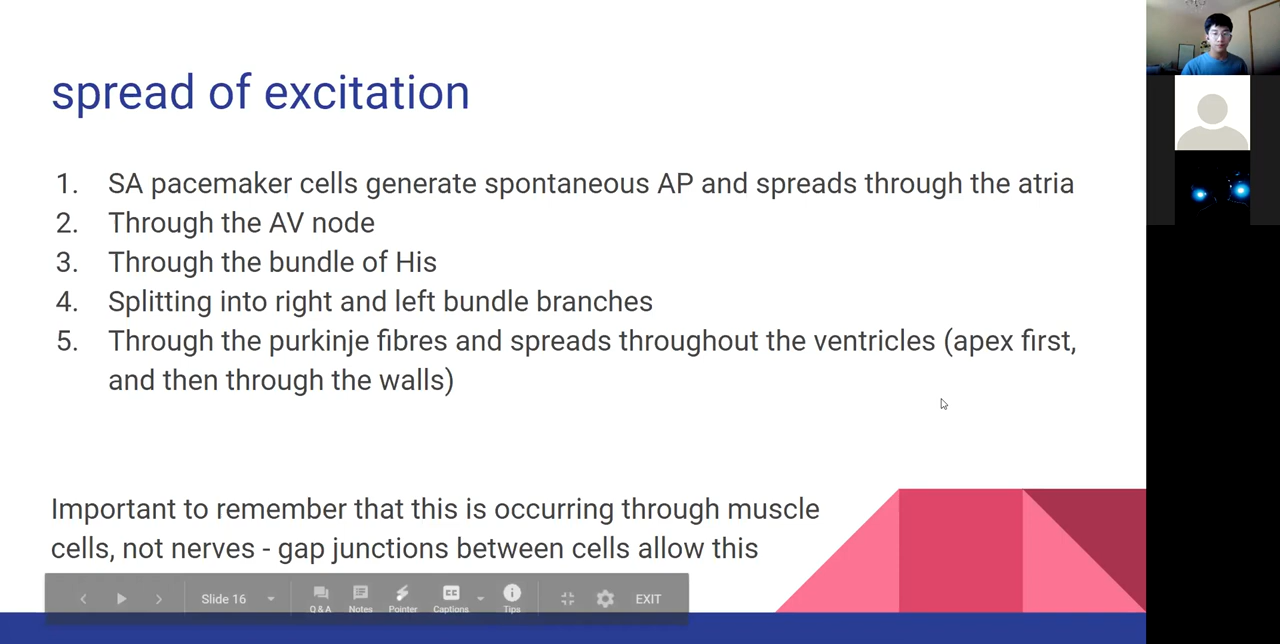 spread of excitation
1. SA pacemaker cells generate spontaneous AP and spreads through the atria
2. Through the AV node
3. Through the bundle of His
4. Splitting into right and left bundle branches
5. Through the purkinje fibres and spreads throughout the ventricles (apex first,
and then through the walls)
Important to remember that this is occurring through muscle
cells, not nerves - gap junctions between cells allow this
Slide 16
Q&A Notes Pointer Captions Tips
CC
EXIT